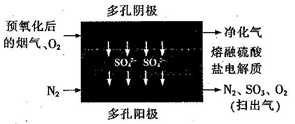 多孔阴极
预氧化后
的烟气、O₂
净化气
熔融硫酸
盐电解质
SO₄²⁻ SO₄²⁻
N₂
N₂、SO₃、O₂
(扫出气)
多孔阳极